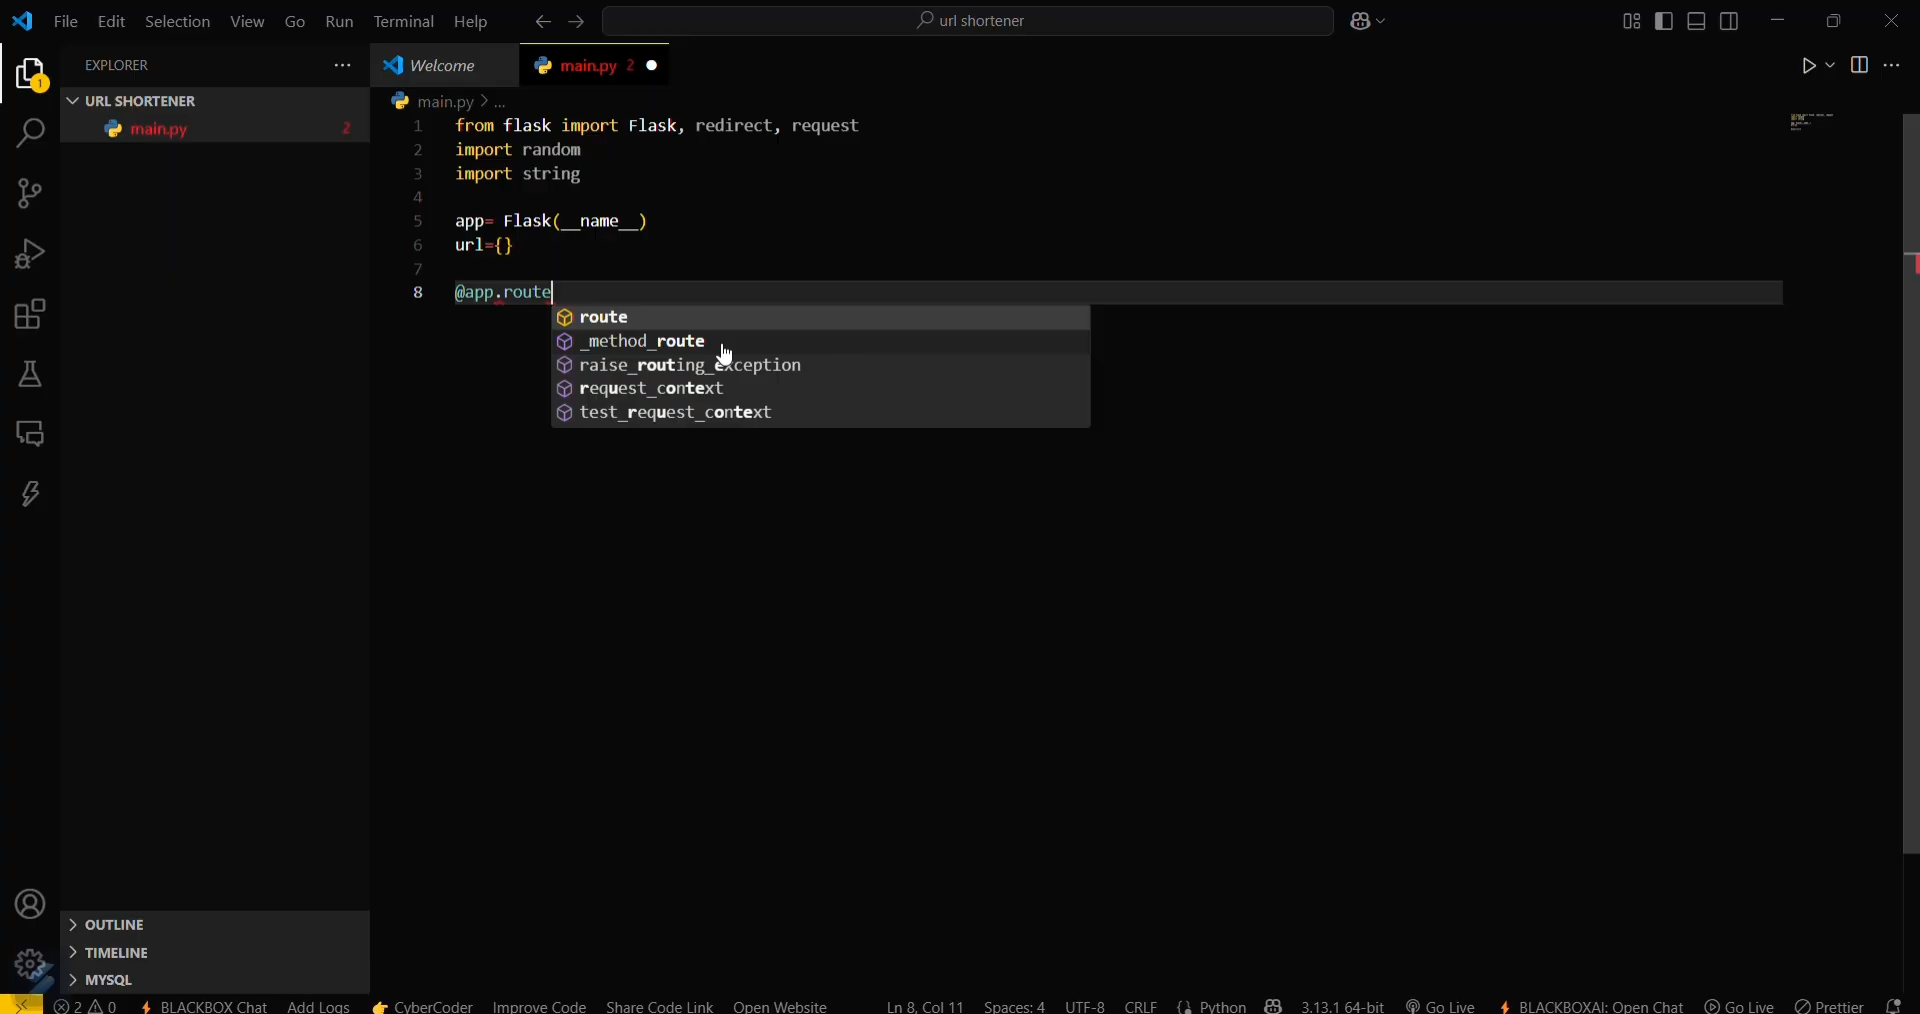 File Edit Selection View Go Run Terminal Help url shortener
EXPLORER
Welcome
main.py 2
1
URL SHORTENER
main.py 2
main.py > ...
1 from flask import Flask, redirect, request
2 import random
3 import string
4
5 app= Flask(__name__)
6 url={}
7
8 @app.route
route
_method_route
raise_routing_exception
request_context
test_request_context
OUTLINE
TIMELINE
MYSQL
2 0 BLACKBOX Chat Add Logs CyberCoder Improve Code Share Code Link Open Website Ln 8, Col 11 Spaces: 4 UTF-8 CRLF {} Python 3.13.1 64-bit Go Live BLACKBOXAI: Open Chat Go Live Prettier